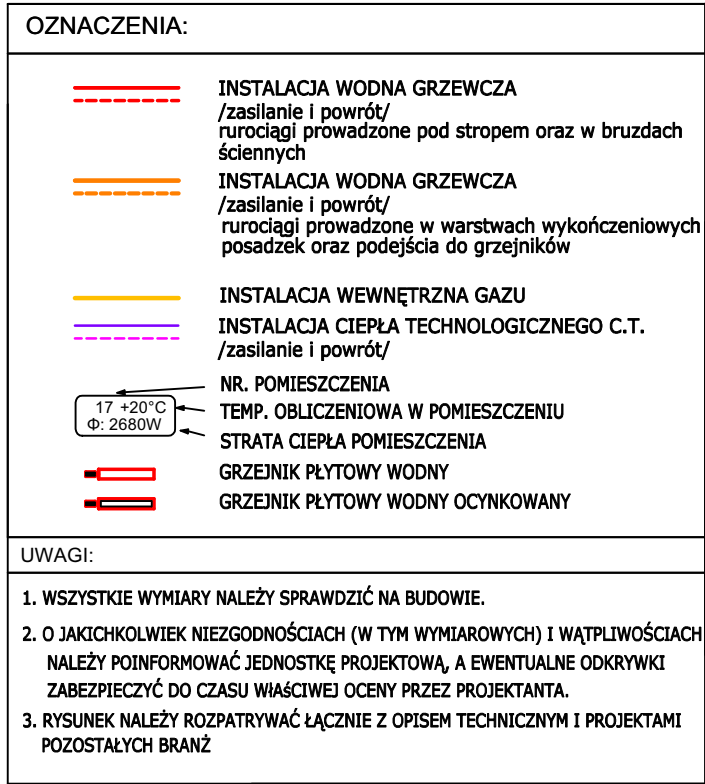 OZNACZENIA:
INSTALACJA WODNA GRZEWCZA
/zasilanie i powrót/
rurociągi prowadzone pod stropem oraz w bruzdach
ściennych
INSTALACJA WODNA GRZEWCZA
/zasilanie i powrót/
rurociągi prowadzone w warstwach wykończeniowych
posadzek oraz podejścia do grzejników
INSTALACJA WEWNĘTRZNA GAZU
INSTALACJA CIEPŁA TECHNOLOGICZNEGO C.T.
/zasilanie i powrót/
NR. POMIESZCZENIA
17 +20°C
TEMP. OBLICZENIOWA W POMIESZCZENIU
Φ: 2680W
STRATA CIEPŁA POMIESZCZENIA
GRZEJNIK PŁYTOWY WODNY
GRZEJNIK PŁYTOWY WODNY OCYNKOWANY
UWAGI:
1. WSZYSTKIE WYMIARY NALEŻY SPRAWDZIĆ NA BUDOWIE.
2. O JAKICHKOLWIEK NIEZGODNOŚCIACH (W TYM WYMIAROWYCH) I WĄTPLIWOŚCIACH
NALEŻY POINFORMOWAĆ JEDNOSTKĘ PROJEKTOWĄ, A EWENTUALNE ODKRYWKI
ZABEZPIECZYĆ DO CZASU WłAśCIWEJ OCENY PRZEZ PROJEKTANTA.
3. RYSUNEK NALEŻY ROZPATRYWAĆ ŁĄCZNIE Z OPISEM TECHNICZNYM I PROJEKTAMI
POZOSTAŁYCH BRANŻ